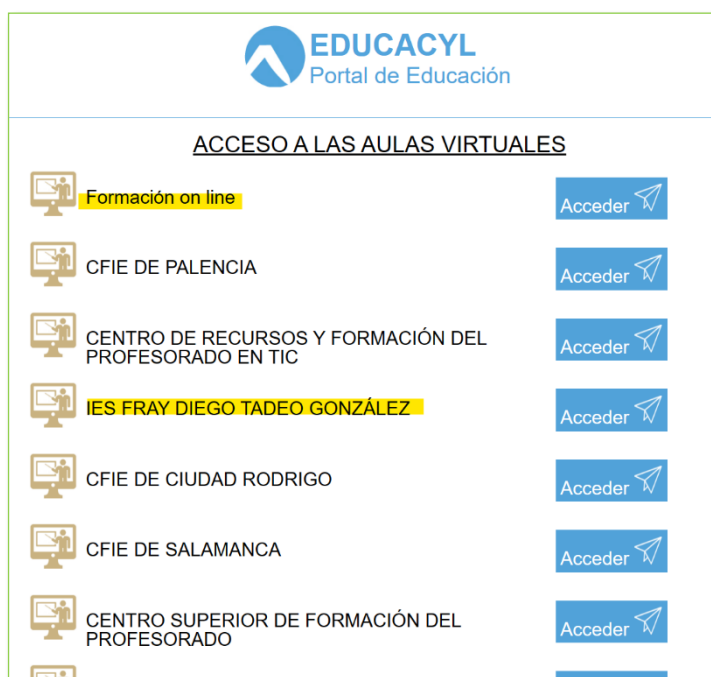 EDUCACYL
Portal de Educación
ACCESO A LAS AULAS VIRTUALES
Formación on line
Acceder
CFIE DE PALENCIA
Acceder
CENTRO DE RECURSOS Y FORMACIÓN DEL
PROFESORADO EN TIC
Acceder
IES FRAY DIEGO TADEO GONZÁLEZ
Acceder
CFIE DE CIUDAD RODRIGO
Acceder
CFIE DE SALAMANCA
Acceder
CENTRO SUPERIOR DE FORMACIÓN DEL
PROFESORADO
Acceder